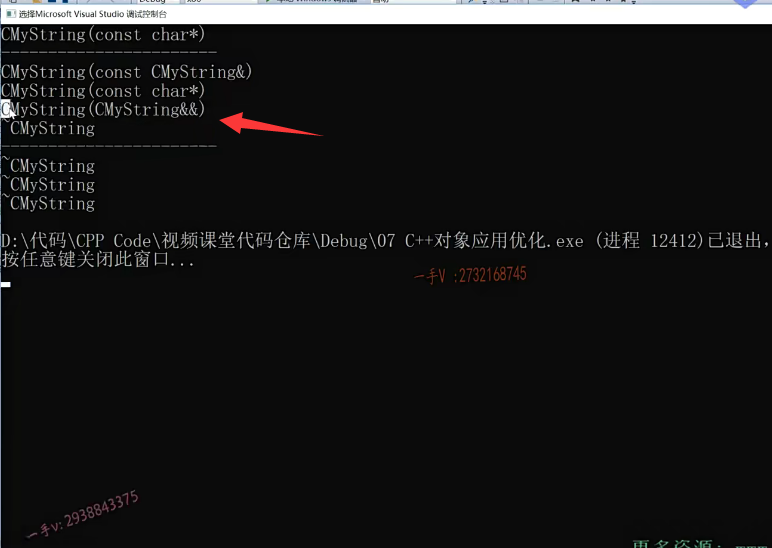 选择Microsoft Visual Studio 调试控制台
CMyString(const char*)
-----------------------
CMyString(const CMyString&)
CMyString(const char*)
CMyString(CMyString&&)
~CMyString
-----------------------
~CMyString
~CMyString
~CMyString
D:\代码\CPP Code\视频课堂代码仓库\Debug\07 C++对象应用优化.exe (进程 12412)已退出,
按任意键关闭此窗口...
一手V :2732168745
一手v:2938843375
更多资源: